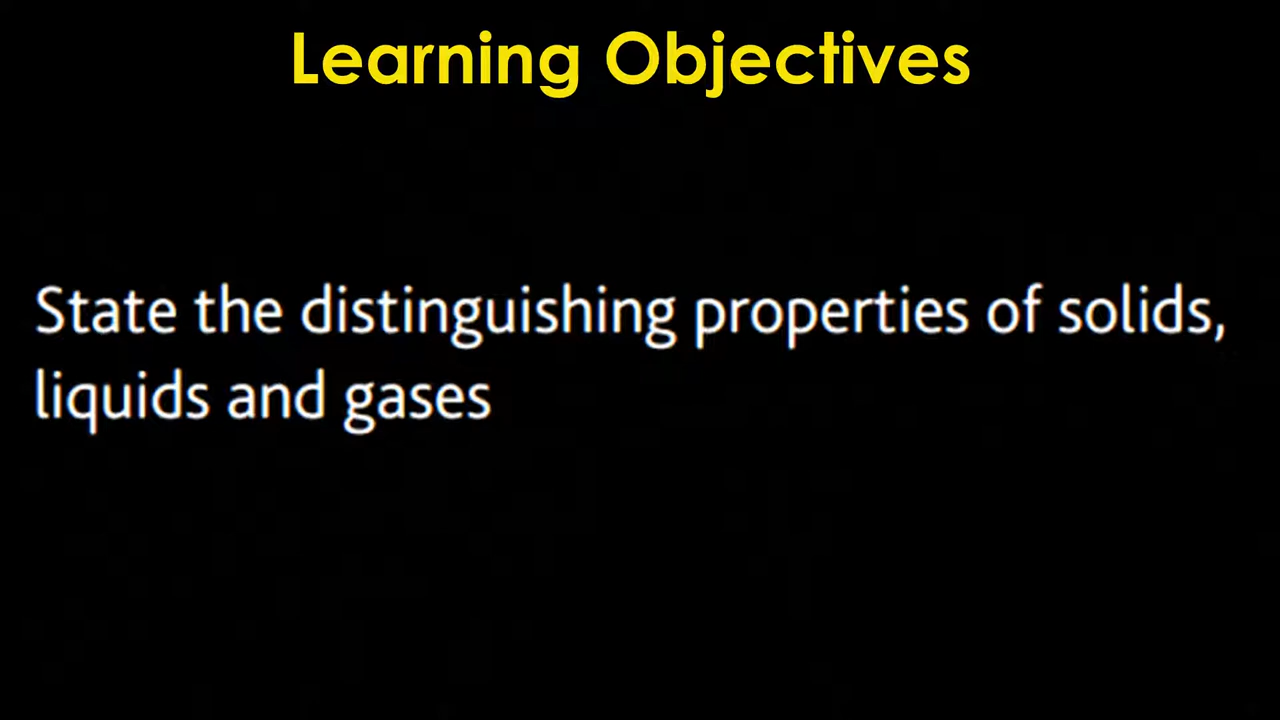 Learning Objectives
State the distinguishing properties of solids,
liquids and gases